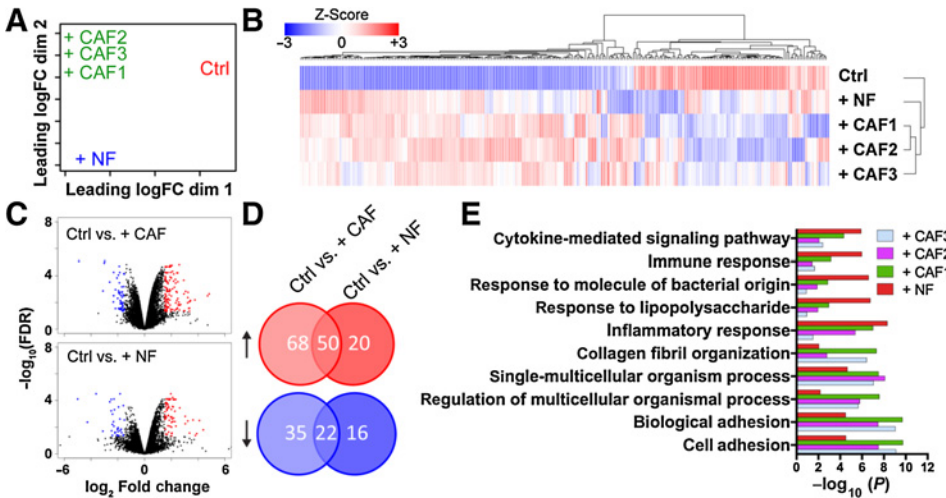 A
Leading logFC dim 2
+ CAF2
+ CAF3
+ CAF1
Ctrl
+ NF
Leading logFC dim 1
B
Z-Score
−3 0 +3
Ctrl
+ NF
+ CAF1
+ CAF2
+ CAF3
C
Ctrl vs. + CAF
8
4
0
Ctrl vs. + NF
8
4
0
−log10(FDR)
−6 0 6
log2 Fold change
D
Ctrl vs. + CAF
Ctrl vs. + NF
↑ 68 50 20
↓ 35 22 16
E
+ CAF3
+ CAF2
+ CAF1
+ NF
Cytokine-mediated signaling pathway
Immune response
Response to molecule of bacterial origin
Response to lipopolysaccharide
Inflammatory response
Collagen fibril organization
Single-multicellular organism process
Regulation of multicellular organismal process
Biological adhesion
Cell adhesion
0 2 4 6 8 10 12
−log10 (P)